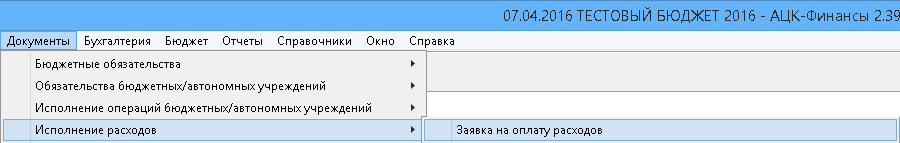 07.04.2016 ТЕСТОВЫЙ БЮДЖЕТ 2016 - АЦК-Финансы 2.39
Документы Бухгалтерия Бюджет Отчеты Справочники Окно Справка
Бюджетные обязательства
Обязательства бюджетных/автономных учреждений
Исполнение операций бюджетных/автономных учреждений
Исполнение расходов Заявка на оплату расходов